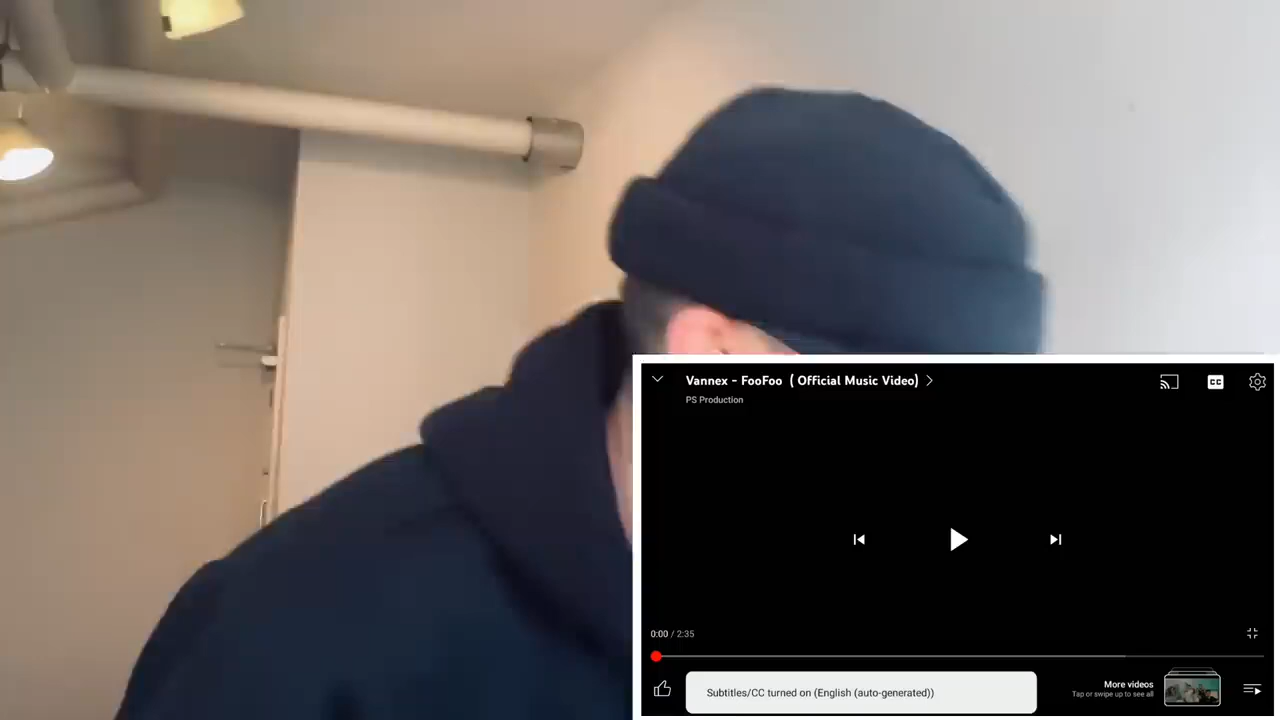 Vannex - FooFoo ( Official Music Video)
CC
PS Production
0:00 / 2:35
Subtitles/CC turned on (English (auto-generated))
More videos
Tap or swipe up to see all